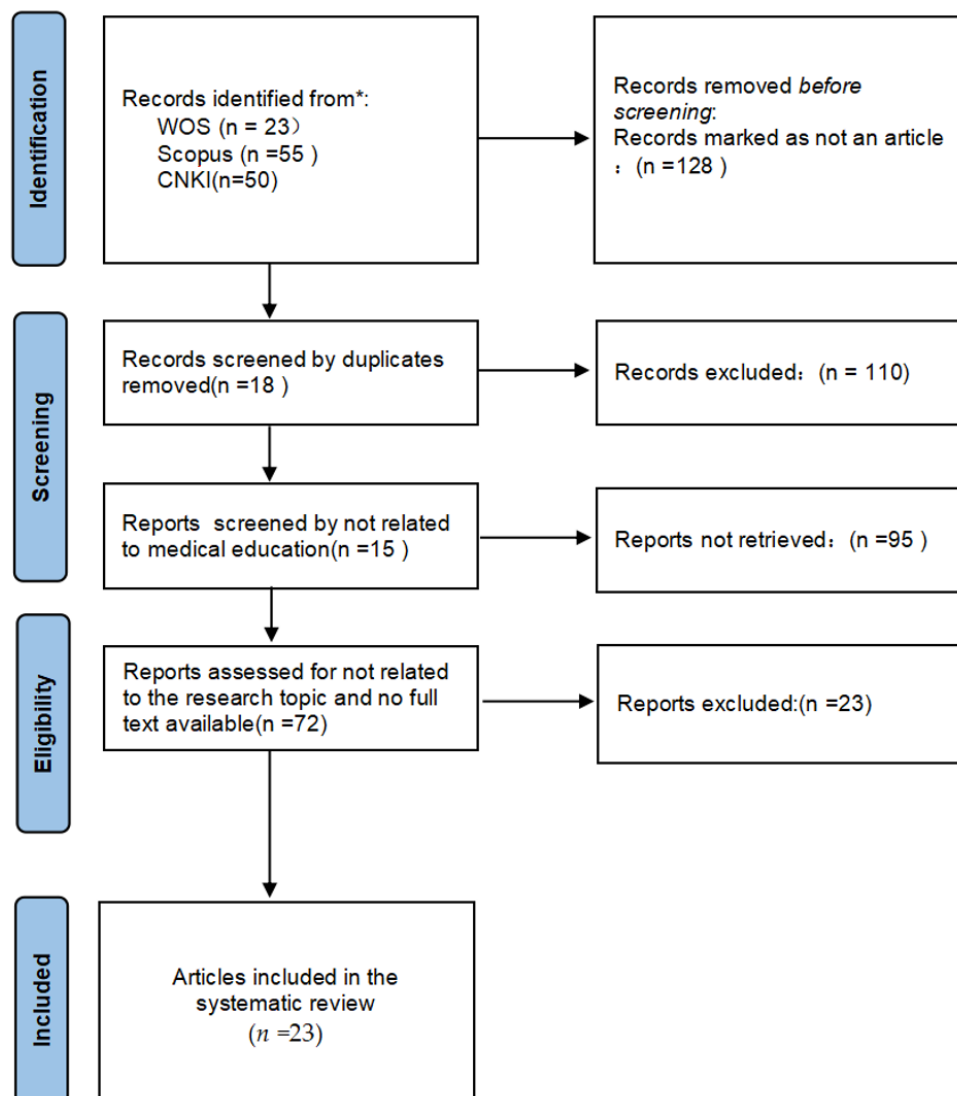 Identification
Records identified from*:
WOS (n = 23）
Scopus (n =55 )
CNKI(n=50)
Records removed before
screening:
Records marked as not an article
：(n =128 )
Screening
Records screened by duplicates
removed(n =18 )
Records excluded：(n = 110)
Reports screened by not related
to medical education(n =15 )
Reports not retrieved：(n =95 )
Eligibility
Reports assessed for not related
to the research topic and no full
text available(n =72)
Reports excluded:(n =23)
Included
Articles included in the
systematic review
(n =23)